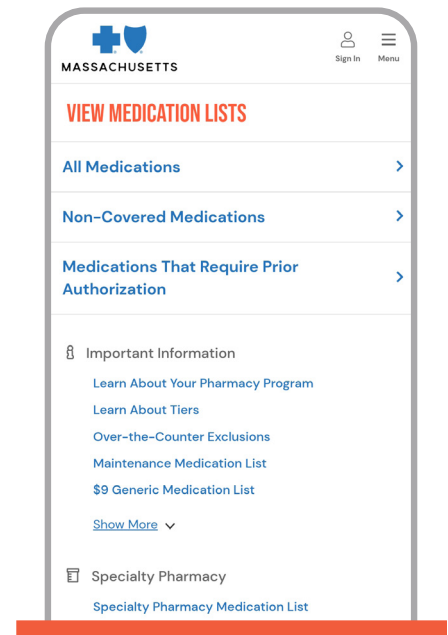 MASSACHUSETTS
Sign In
Menu
VIEW MEDICATION LISTS
All Medications
Non-Covered Medications
Medications That Require Prior
Authorization
Important Information
Learn About Your Pharmacy Program
Learn About Tiers
Over-the-Counter Exclusions
Maintenance Medication List
$9 Generic Medication List
Show More
Specialty Pharmacy
Specialty Pharmacy Medication List